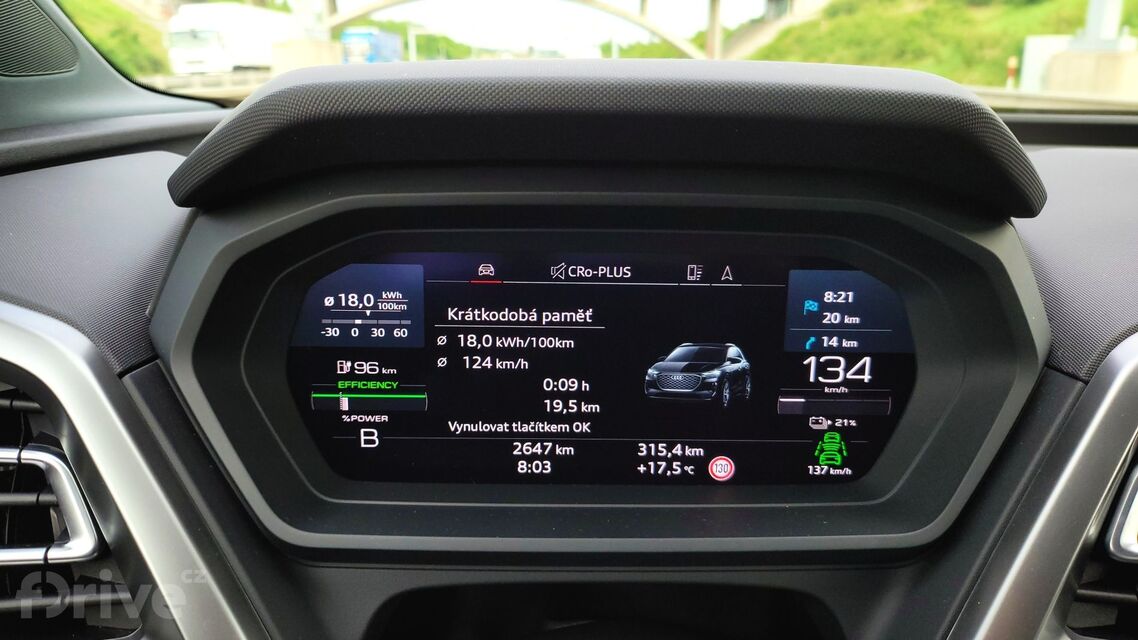 CRo-PLUS
ø 18,0 kWh/100km
-30 0 30 60
96 km
EFFICIENCY
%POWER
B
Krátkodobá paměť
ø 18,0 kWh/100km
ø 124 km/h
0:09 h
19,5 km
Vynulovat tlačítkem OK
2647 km
315,4 km
8:03
+17,5 °C
130
8:21
20 km
14 km
134
km/h
21%
137 km/h
fDrive.cz